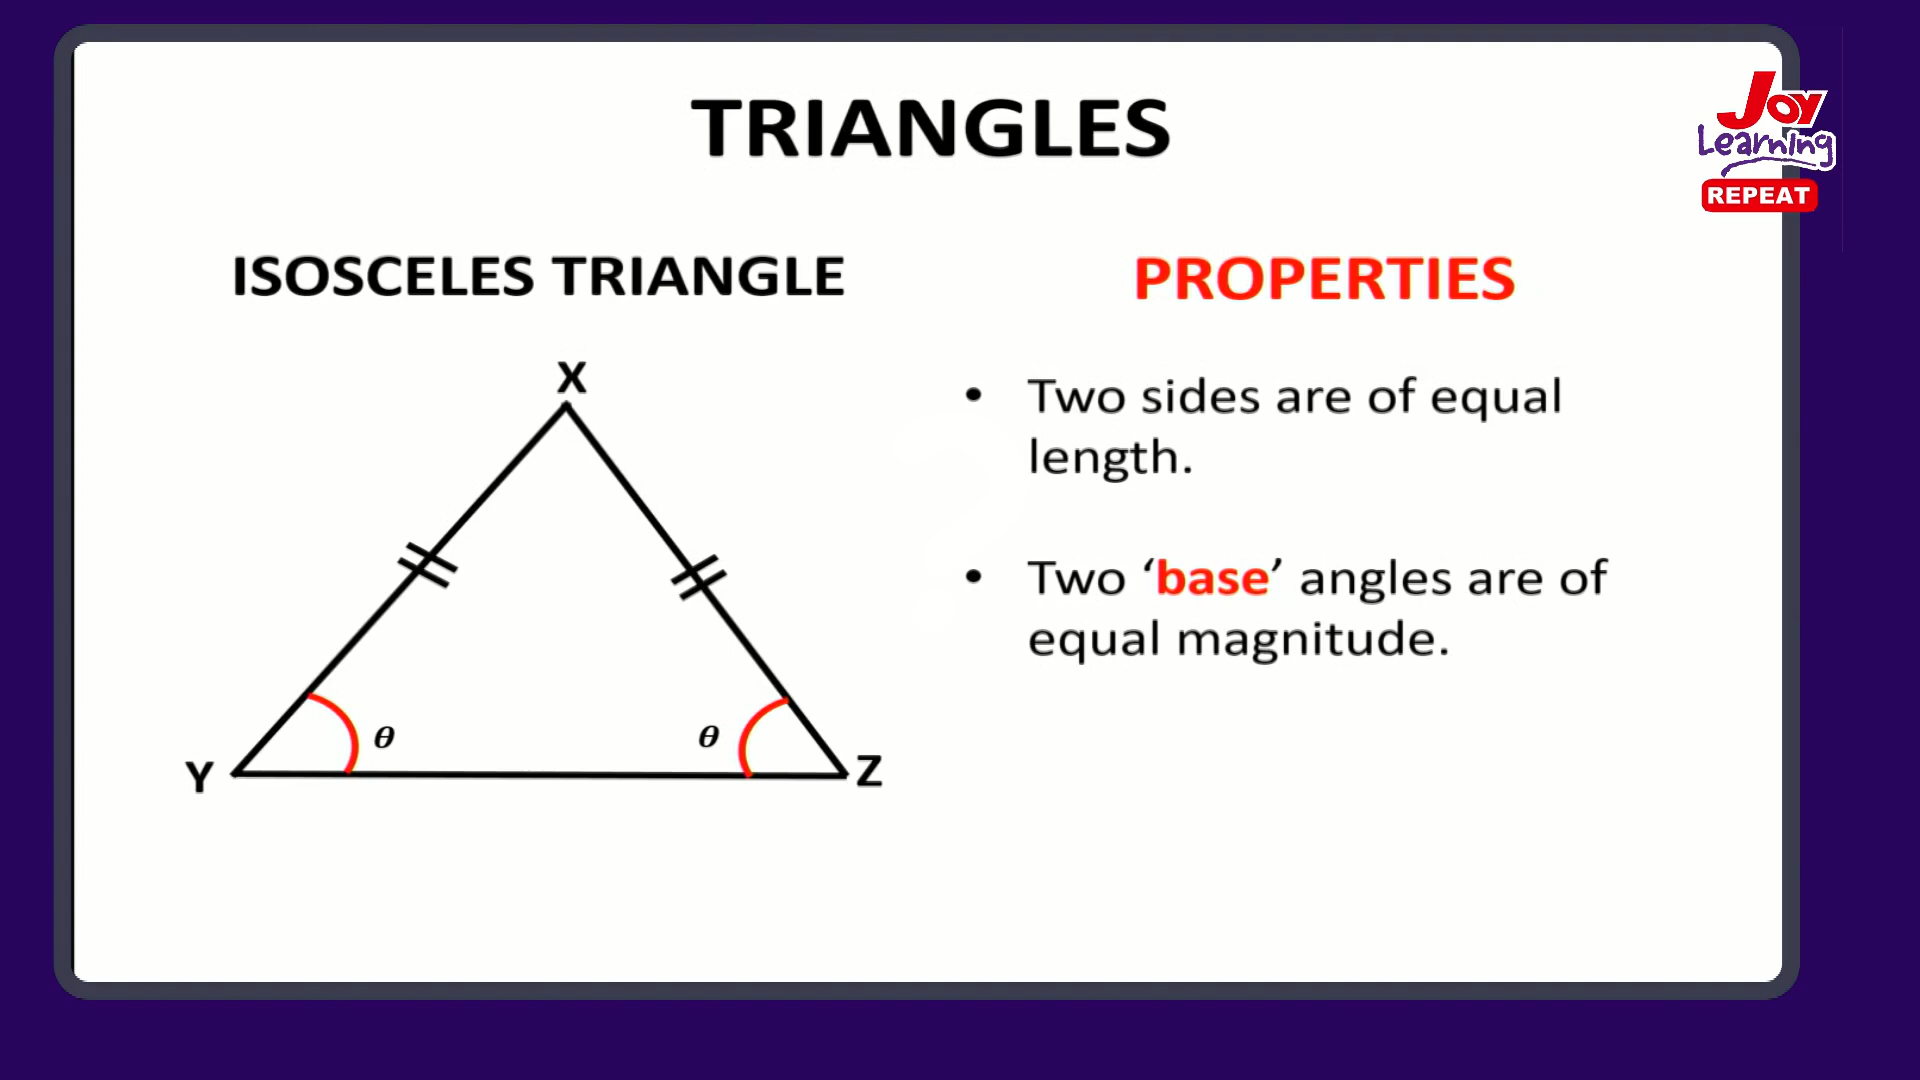 TRIANGLES
Joy
Learning
REPEAT
ISOSCELES TRIANGLE
PROPERTIES
X
• Two sides are of equal
length.
• Two ‘base’ angles are of
equal magnitude.
θ
θ
Y
Z